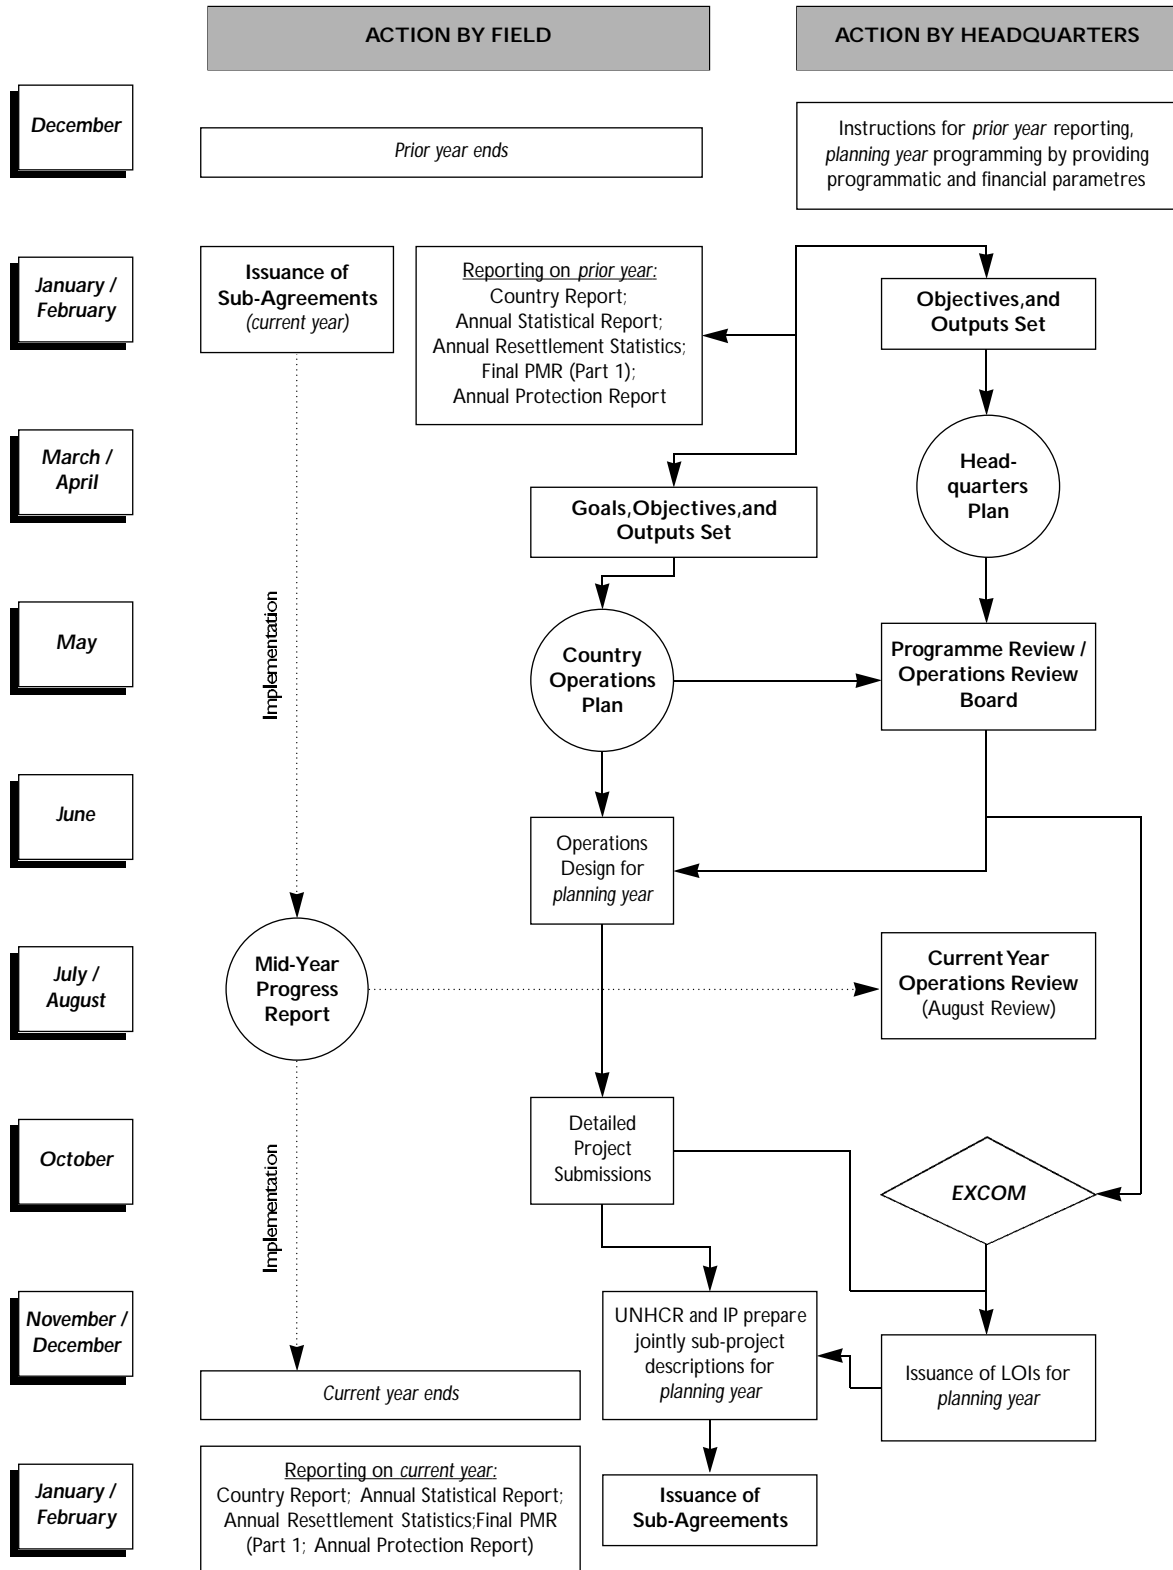 ACTION BY FIELD
ACTION BY HEADQUARTERS
December
Prior year ends
Instructions for prior year reporting,
planning year programming by providing
programmatic and financial parametres
January /
February
Issuance of
Sub-Agreements
(current year)
Reporting on prior year:
Country Report;
Annual Statistical Report;
Annual Resettlement Statistics;
Final PMR (Part 1);
Annual Protection Report
Objectives,and
Outputs Set
March /
April
Goals,Objectives,and
Outputs Set
Head-
quarters
Plan
May
Implementation
Country
Operations
Plan
Programme Review /
Operations Review
Board
June
Operations
Design for
planning year
July /
August
Mid-Year
Progress
Report
Current Year
Operations Review
(August Review)
October
Implementation
Detailed
Project
Submissions
EXCOM
November /
December
UNHCR and IP prepare
jointly sub-project
descriptions for
planning year
Issuance of LOIs for
planning year
Current year ends
January /
February
Reporting on current year:
Country Report; Annual Statistical Report;
Annual Resettlement Statistics;Final PMR
(Part 1; Annual Protection Report)
Issuance of
Sub-Agreements